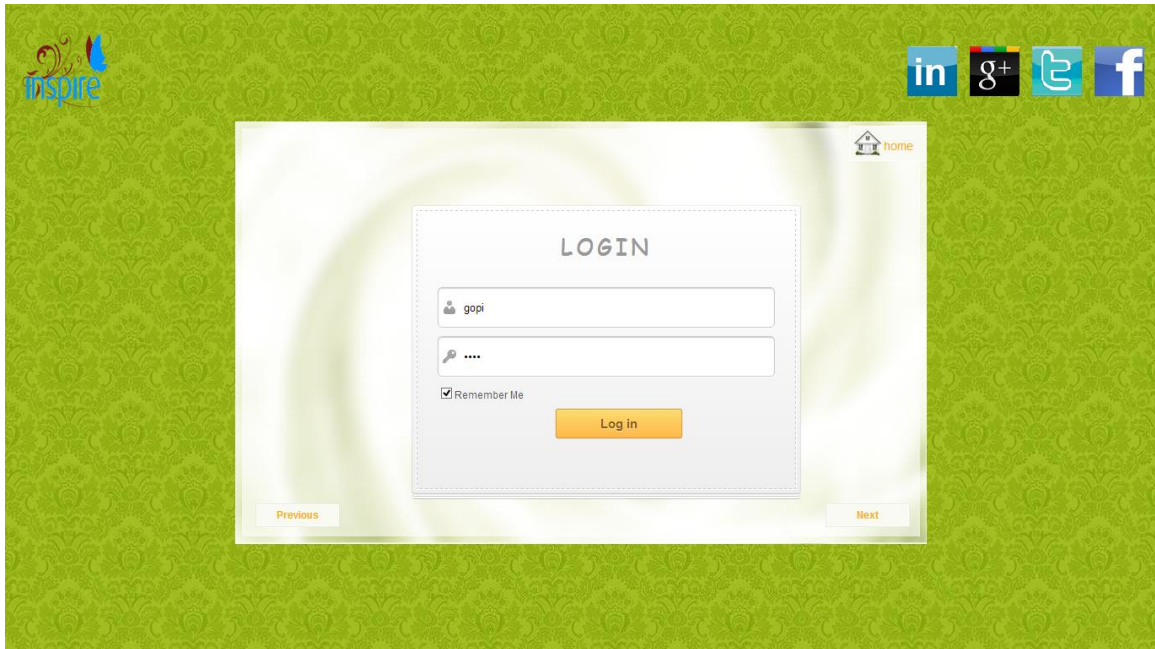 inspire
in g+ t f
home
LOGIN
gopi
••••
Remember Me
Log in
Previous
Next